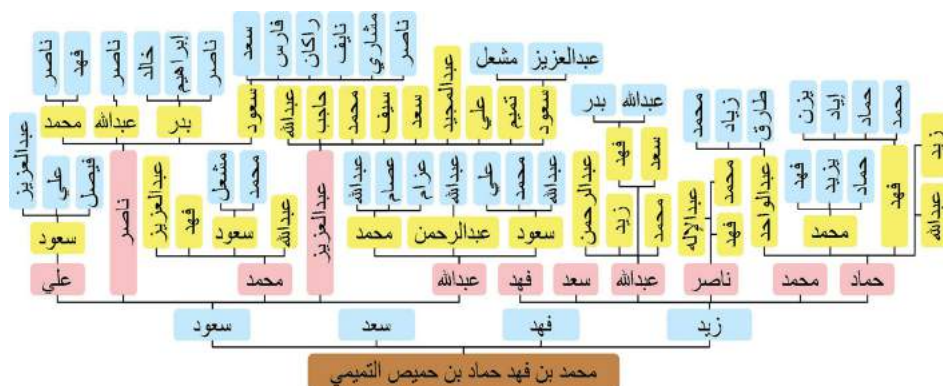 عبدالعزيز
مشعل
ناصر
مشاري
نايف
راكان
فارس
سعد
ناصر
إبراهيم
خالد
ناصر
فهد
ناصر
محمد
حماد
إياد
يزن
طارق
زياد
محمد
عبدالله
بدر
سعود
تميم
علي
عبدالمجيد
سعد
سيف
محمد
حاجب
عبدالله
سعود
بدر
عبدالله
محمد
زيد
عبدالله
فهد
حماد
يزيد
فهد
محمد
عبدالواحد
محمد
فهد
عبدالإله
سعد
فهد
محمد
زيد
عبدالرحمن
عبدالله
محمد
علي
عبدالله
عزام
عصام
عبدالله
سعود
عبدالرحمن
محمد
محمد
مشعل
عبدالله
سعود
فهد
عبدالعزيز
فيصل
علي
عبدالعزيز
سعود
حماد
محمد
ناصر
عبدالله
سعد
فهد
عبدالله
عبدالعزيز
محمد
ناصر
علي
زيد
فهد
سعد
سعود
محمد بن فهد حماد بن حميص التميمي